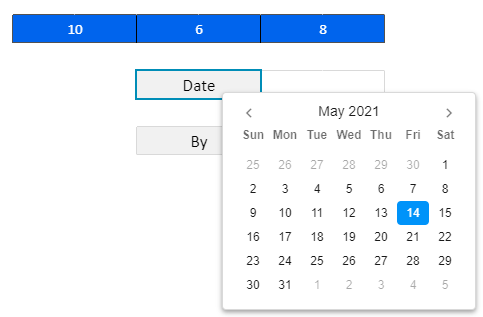 10 6 8
Date
May 2021
Sun Mon Tue Wed Thu Fri Sat
25 26 27 28 29 30 1
2 3 4 5 6 7 8
By
9 10 11 12 13 14 15
16 17 18 19 20 21 22
23 24 25 26 27 28 29
30 31 1 2 3 4 5